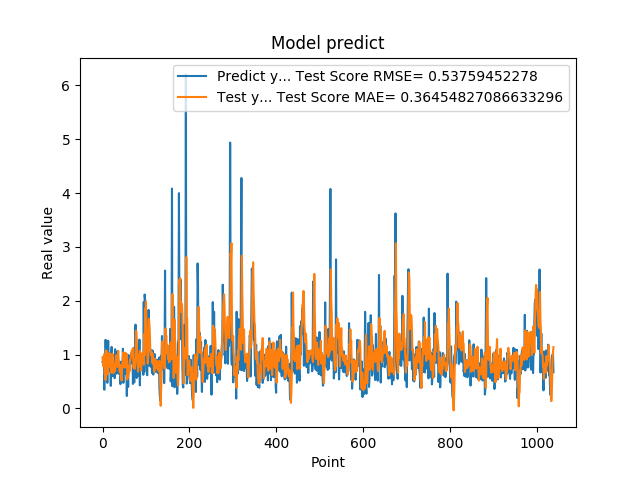 Model predict
Predict y... Test Score RMSE= 0.53759452278
Test y... Test Score MAE= 0.36454827086633296
Real value
6
5
4
3
2
1
0
0 200 400 600 800 1000
Point